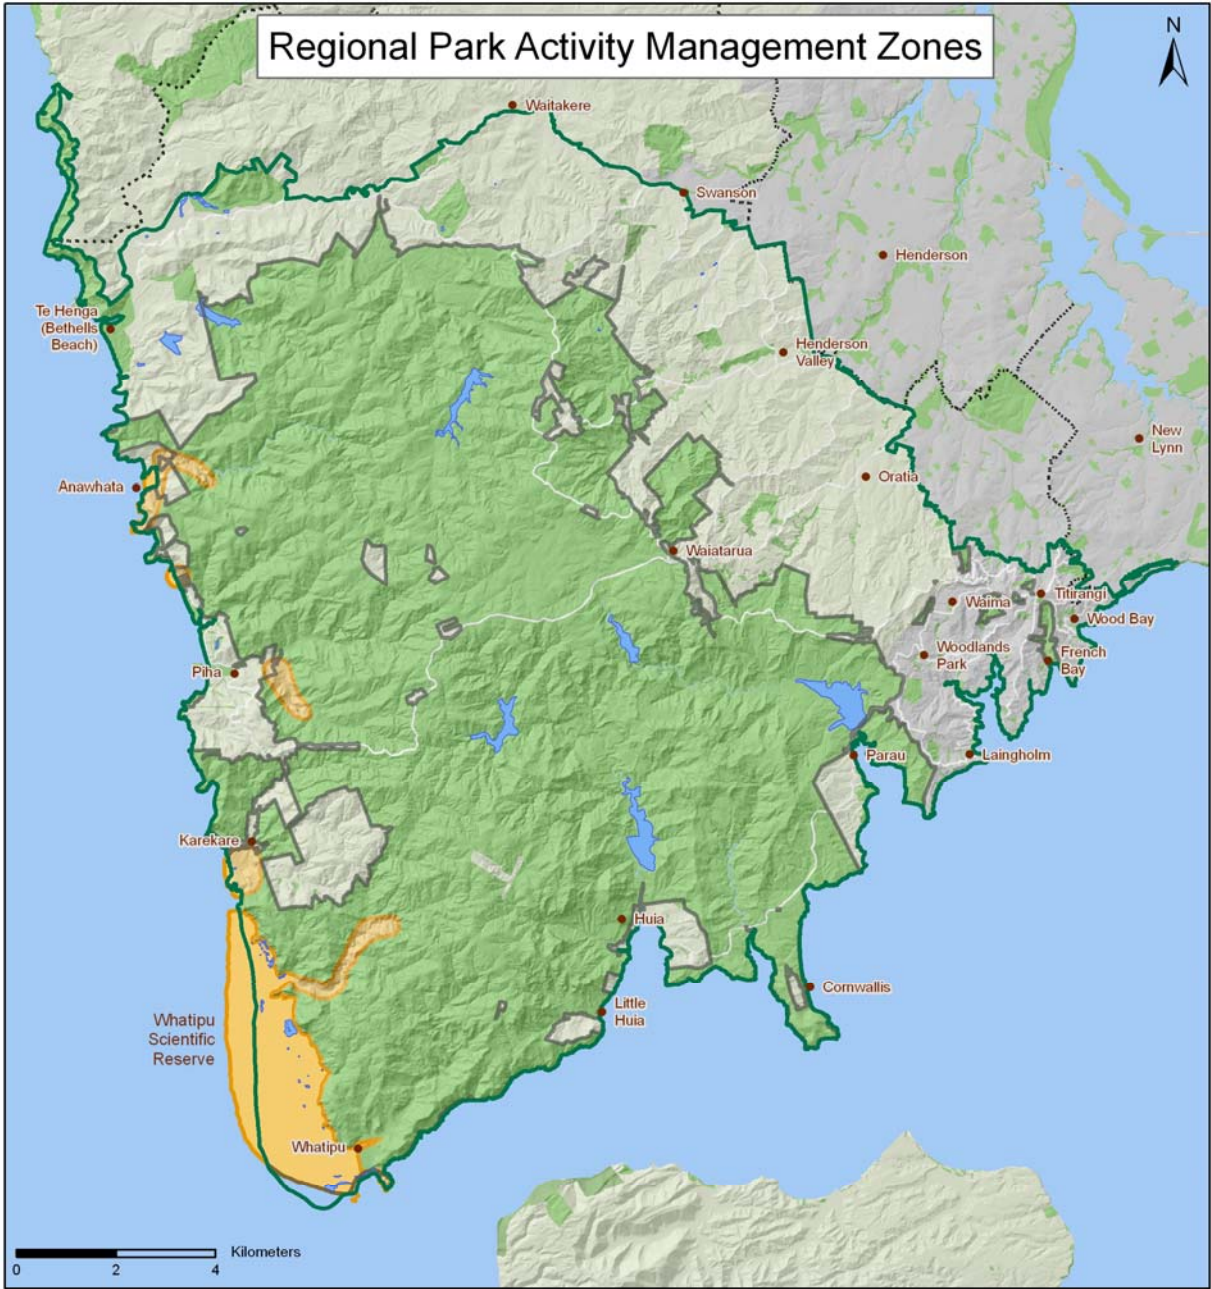 Regional Park Activity Management Zones
N
Waitakere
Swanson
Henderson
Te Henga
(Bethells
Beach)
Henderson
Valley
New
Lynn
Anawhata
Oratia
Waiatarua
Titirangi
Waima
Wood Bay
Woodlands
Park
French
Bay
Piha
Parau
Laingholm
Karekare
Huia
Cornwallis
Little
Huia
Whatipu
Scientific
Reserve
Whatipu
Kilometers
0 2 4